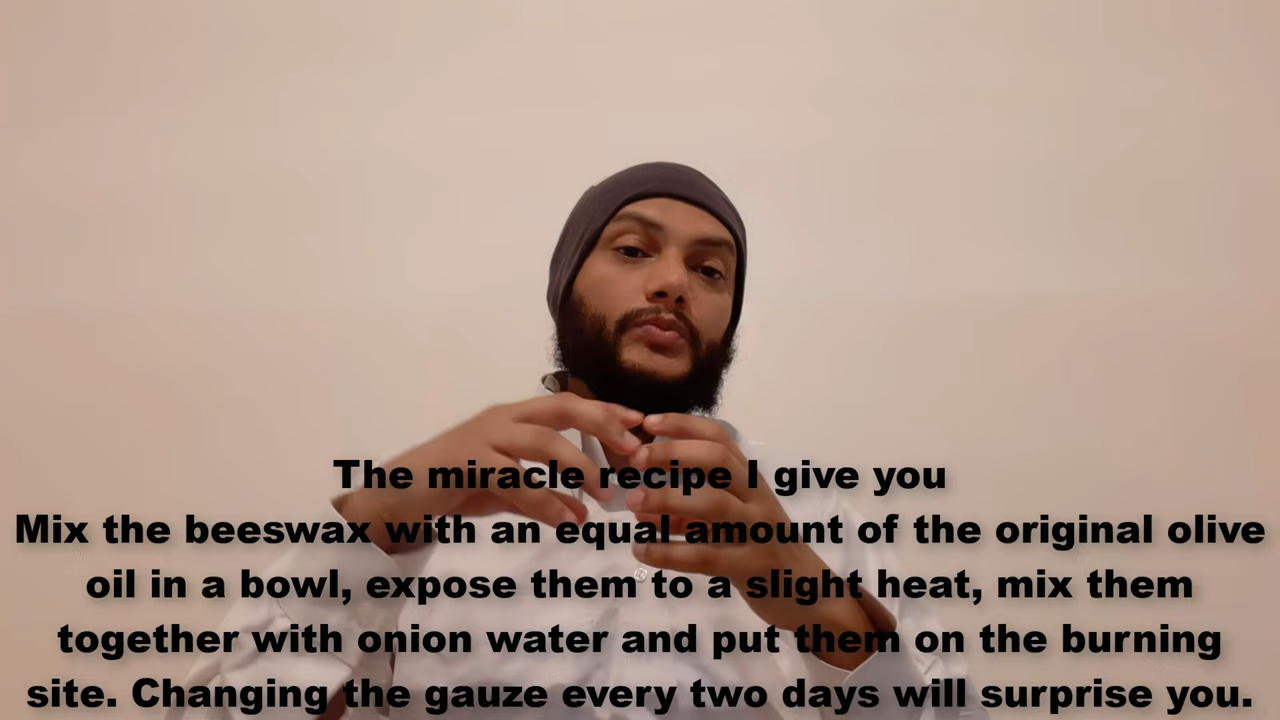 The miracle recipe I give you
Mix the beeswax with an equal amount of the original olive
oil in a bowl, expose them to a slight heat, mix them
together with onion water and put them on the burning
site. Changing the gauze every two days will surprise you.